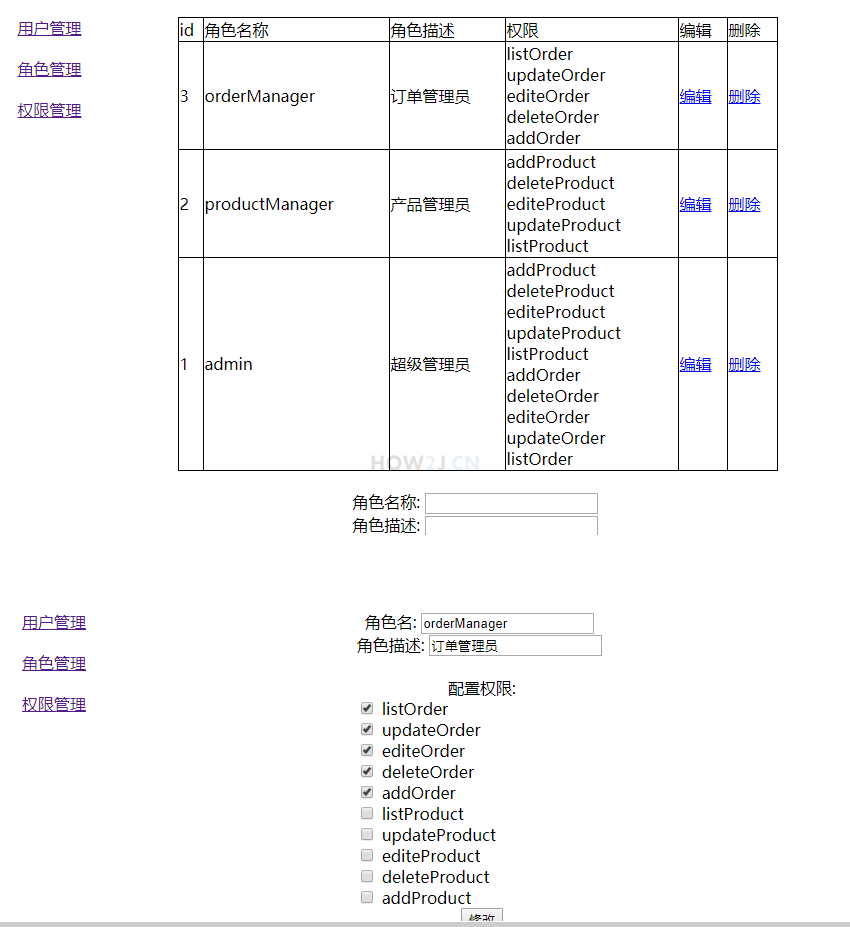 用户管理
角色管理
权限管理
id 角色名称 角色描述 权限 编辑 删除
3 orderManager 订单管理员 listOrder
updateOrder
editeOrder
deleteOrder
addOrder
编辑 删除
2 productManager 产品管理员 addProduct
deleteProduct
editeProduct
updateProduct
listProduct
编辑 删除
1 admin 超级管理员 addProduct
deleteProduct
editeProduct
updateProduct
listProduct
addOrder
deleteOrder
editeOrder
updateOrder
listOrder
编辑 删除
HOW2J.CN
角色名称:
角色描述:
用户管理
角色管理
权限管理
角色名: orderManager
角色描述: 订单管理员
配置权限:
listOrder
updateOrder
editeOrder
deleteOrder
addOrder
listProduct
updateProduct
editeProduct
deleteProduct
addProduct
修改